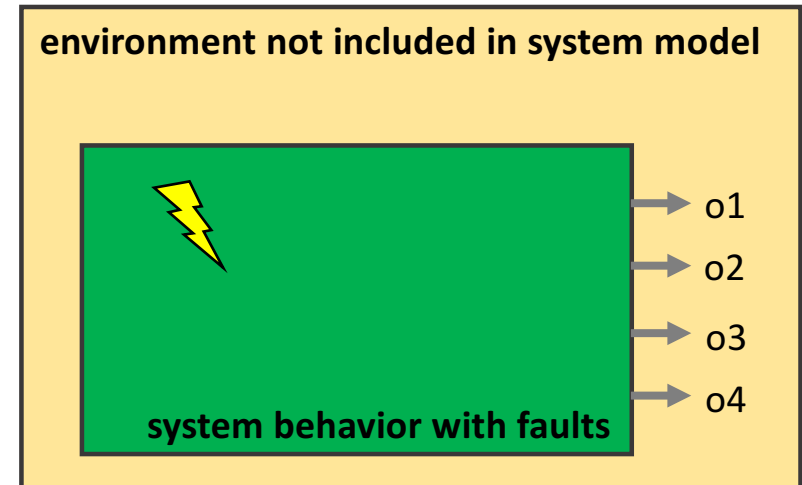 environment not included in system model
o1
o2
o3
o4
system behavior with faults